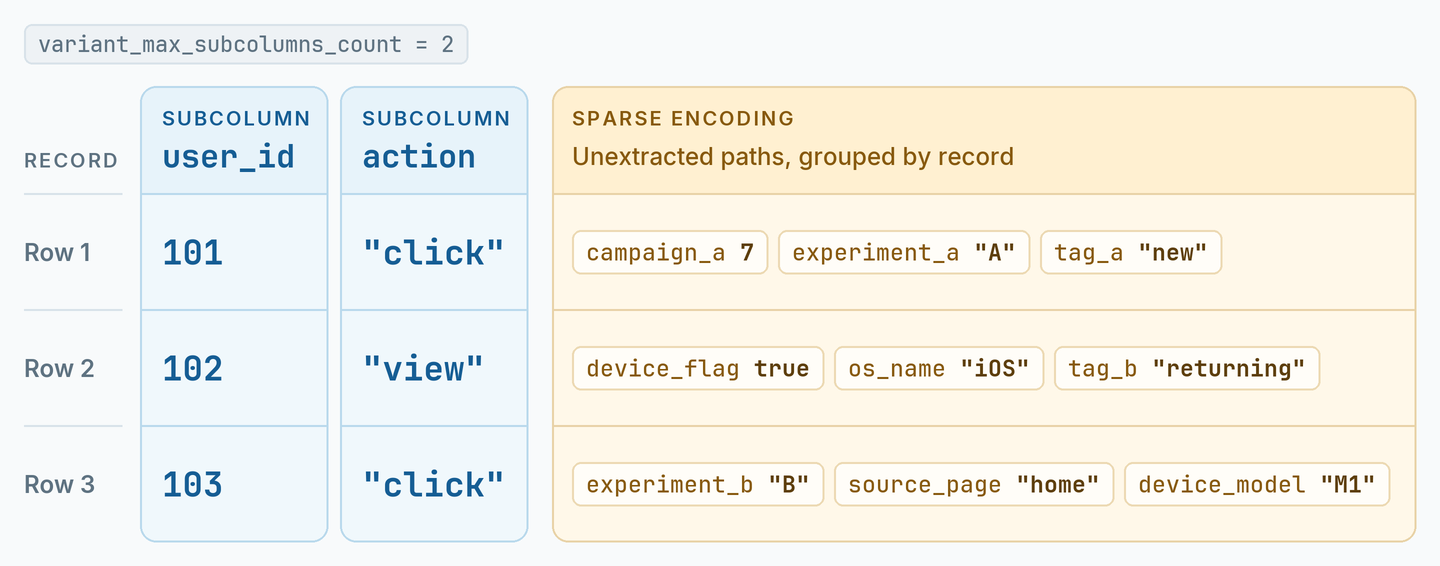 variant_max_subcolumns_count = 2
RECORD
SUBCOLUMN
user_id
SUBCOLUMN
action
SPARSE ENCODING
Unextracted paths, grouped by record
Row 1 101 "click" campaign_a 7 experiment_a "A" tag_a "new"
Row 2 102 "view" device_flag true os_name "iOS" tag_b "returning"
Row 3 103 "click" experiment_b "B" source_page "home" device_model "M1"